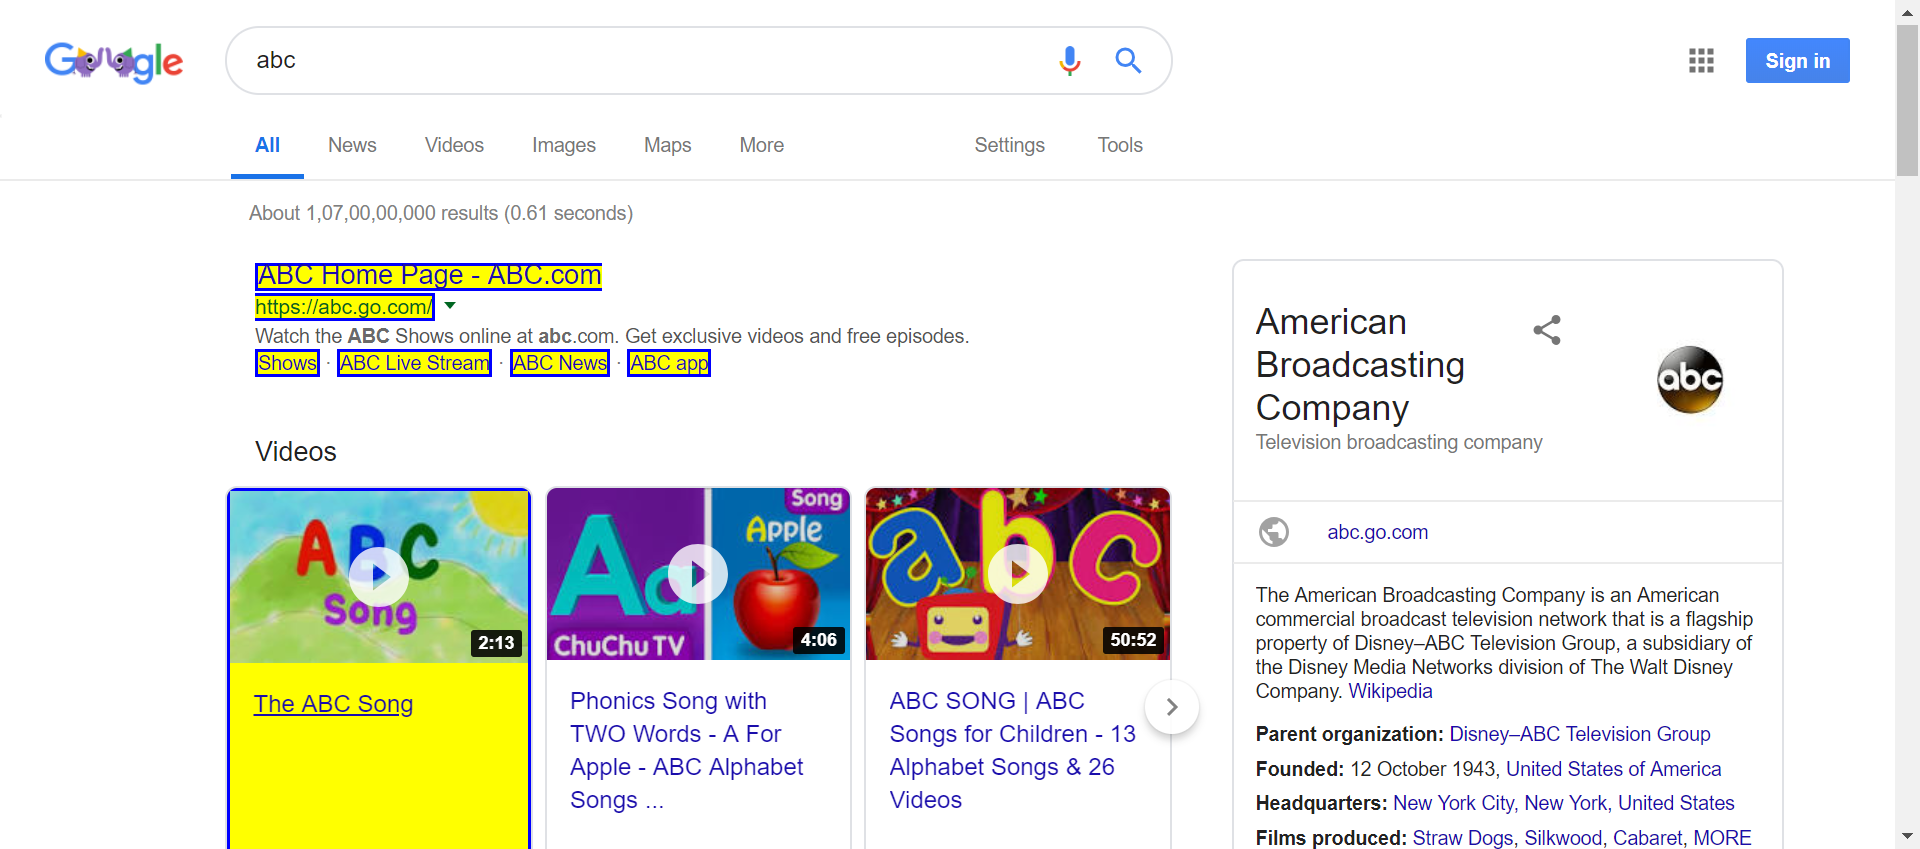 Google
abc
Sign in
All News Videos Images Maps More Settings Tools
About 1,07,00,00,000 results (0.61 seconds)
ABC Home Page - ABC.com
https://abc.go.com/
Watch the ABC Shows online at abc.com. Get exclusive videos and free episodes.
Shows · ABC Live Stream · ABC News · ABC app
Videos
ABC
Song
2:13
The ABC Song
Song
Aa
Apple
ChuChu TV
4:06
Phonics Song with
TWO Words - A For
Apple - ABC Alphabet
Songs ...
abc
50:52
ABC SONG | ABC
Songs for Children - 13
Alphabet Songs & 26
Videos
American
Broadcasting
Company
Television broadcasting company
abc
abc.go.com
The American Broadcasting Company is an American
commercial broadcast television network that is a flagship
property of Disney–ABC Television Group, a subsidiary of
the Disney Media Networks division of The Walt Disney
Company. Wikipedia
Parent organization: Disney–ABC Television Group
Founded: 12 October 1943, United States of America
Headquarters: New York City, New York, United States
Films produced: Straw Dogs, Silkwood, Cabaret, MORE